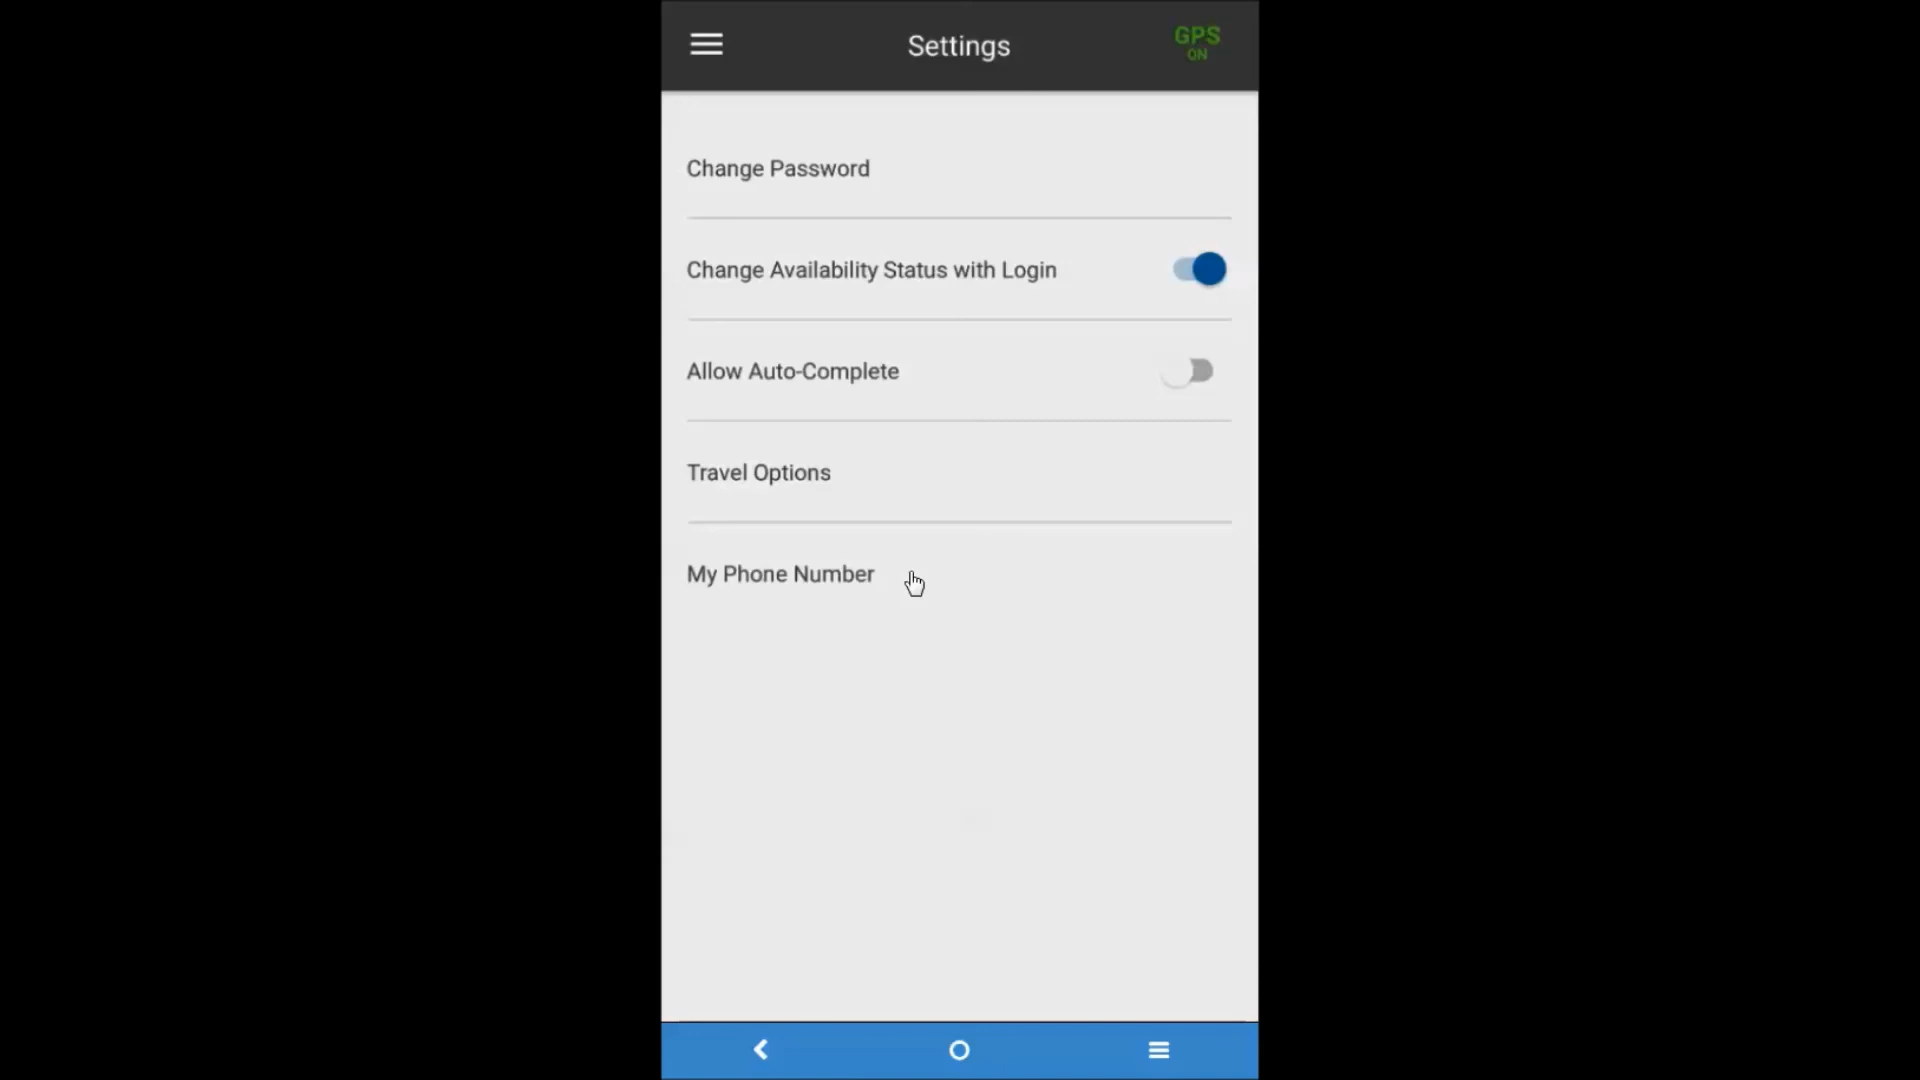 Settings
GPS
ON
Change Password
Change Availability Status with Login
Allow Auto-Complete
Travel Options
My Phone Number